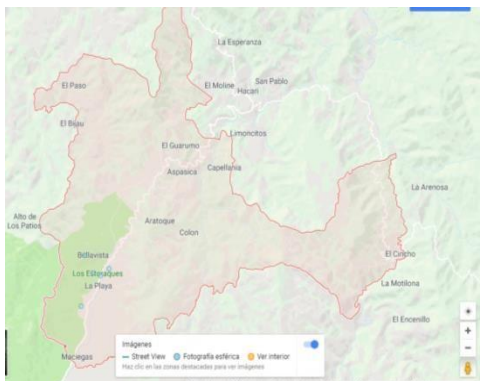 La Esperanza
El Paso
El Moline
San Pablo
Hacarí
El Bijau
Limoncitos
El Guarumo
Aspasica
Capellania
La Arenosa
Alto de
Los Patios
Aratoque
Colon
Bellavista
El Cincho
Los Estoraques
La Playa
La Motilona
El Encenillo
Maciegas
Imágenes
Street View
Fotografía esférica
Ver interior
Haz clic en las zonas destacadas para ver imágenes
+
−